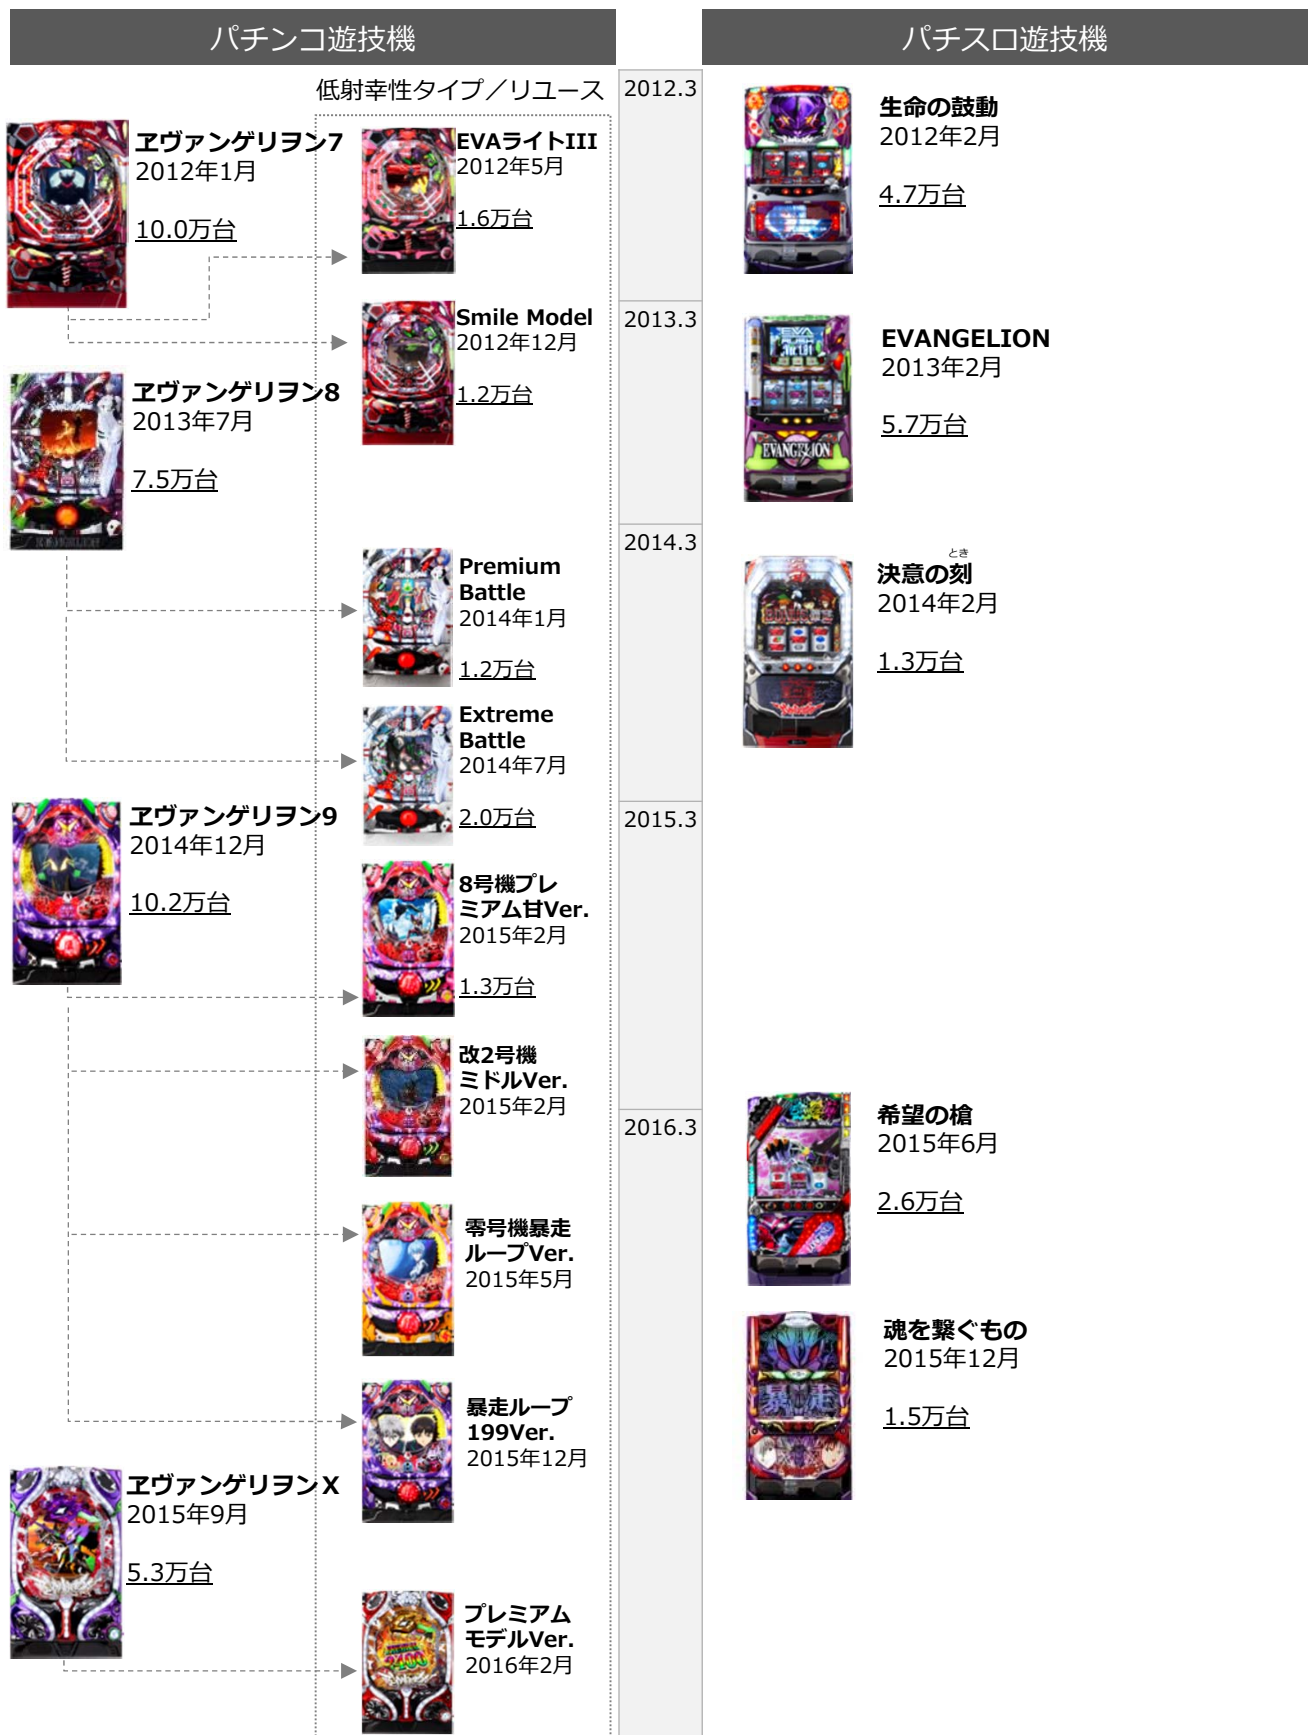 パチンコ遊技機
パチスロ遊技機
低射幸性タイプ／リユース
ヱヴァンゲリヲン7
2012年1月
10.0万台
EVAライトIII
2012年5月
1.6万台
Smile Model
2012年12月
1.2万台
ヱヴァンゲリヲン8
2013年7月
7.5万台
Premium
Battle
2014年1月
1.2万台
Extreme
Battle
2014年7月
2.0万台
ヱヴァンゲリヲン9
2014年12月
10.2万台
8号機プレ
ミアム甘Ver.
2015年2月
1.3万台
改2号機
ミドルVer.
2015年2月
零号機暴走
ループVer.
2015年5月
暴走ループ
199Ver.
2015年12月
ヱヴァンゲリヲンX
2015年9月
5.3万台
プレミアム
モデルVer.
2016年2月
2012.3
2013.3
2014.3
2015.3
2016.3
生命の鼓動
2012年2月
4.7万台
EVANGELION
EVANGELION
2013年2月
5.7万台
とき
決意の刻
2014年2月
1.3万台
希望の槍
2015年6月
2.6万台
暴走
魂を繋ぐもの
2015年12月
1.5万台